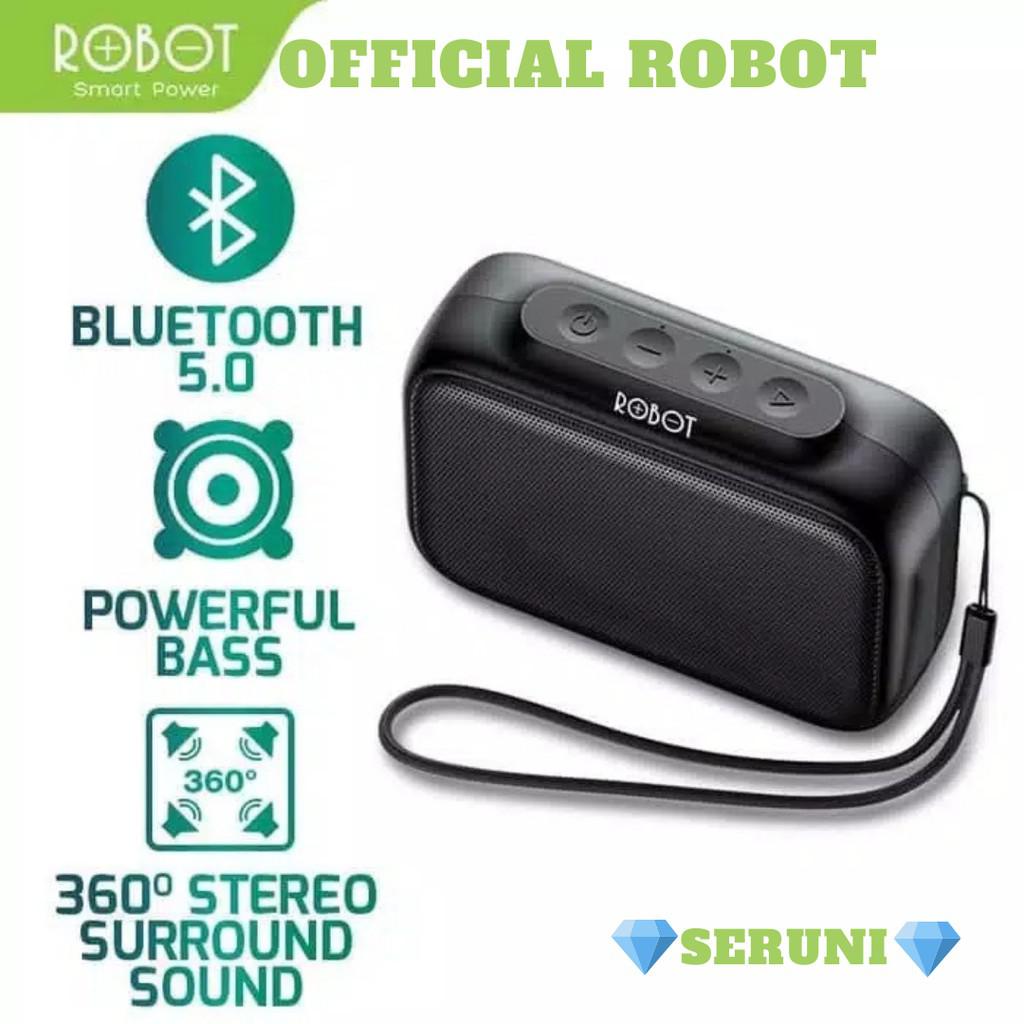 ROBOT
Smart Power
OFFICIAL ROBOT
BLUETOOTH
5.0
ROBOT
POWERFUL
BASS
360°
360° STEREO
SURROUND
SOUND
💎SERUNI💎